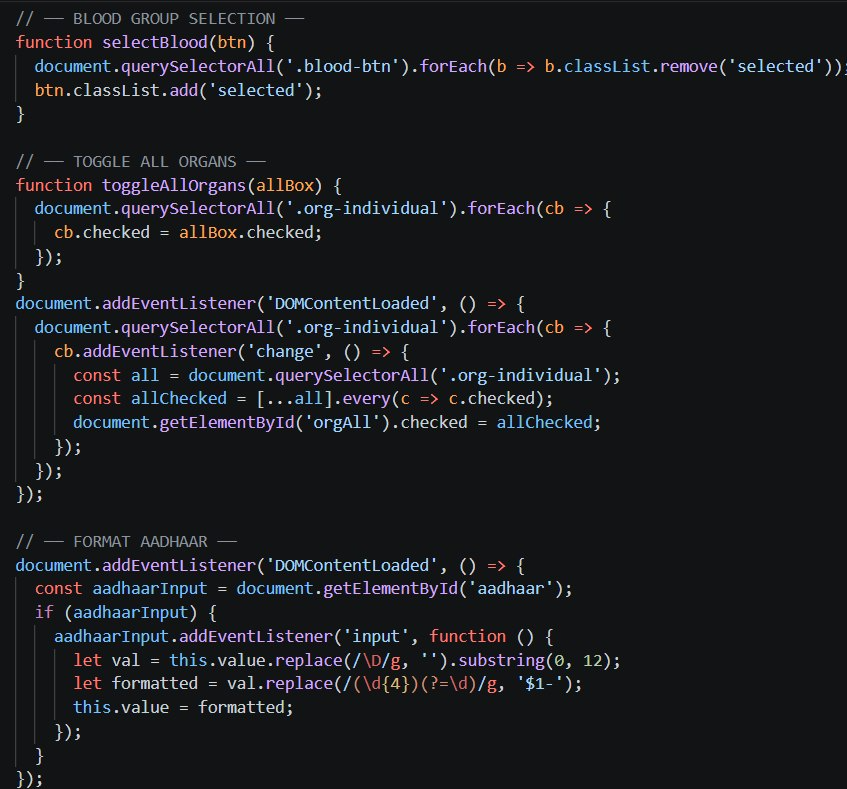 // —— BLOOD GROUP SELECTION ——
function selectBlood(btn) {
  document.querySelectorAll('.blood-btn').forEach(b => b.classList.remove('selected'));
  btn.classList.add('selected');
}

// —— TOGGLE ALL ORGANS ——
function toggleAllOrgans(allBox) {
  document.querySelectorAll('.org-individual').forEach(cb => {
    cb.checked = allBox.checked;
  });
}
document.addEventListener('DOMContentLoaded', () => {
  document.querySelectorAll('.org-individual').forEach(cb => {
    cb.addEventListener('change', () => {
      const all = document.querySelectorAll('.org-individual');
      const allChecked = [...all].every(c => c.checked);
      document.getElementById('orgAll').checked = allChecked;
    });
  });
});

// —— FORMAT AADHAAR ——
document.addEventListener('DOMContentLoaded', () => {
  const aadhaarInput = document.getElementById('aadhaar');
  if (aadhaarInput) {
    aadhaarInput.addEventListener('input', function () {
      let val = this.value.replace(/\D/g, '').substring(0, 12);
      let formatted = val.replace(/(\d{4})(?=\d)/g, '$1-');
      this.value = formatted;
    });
  }
});